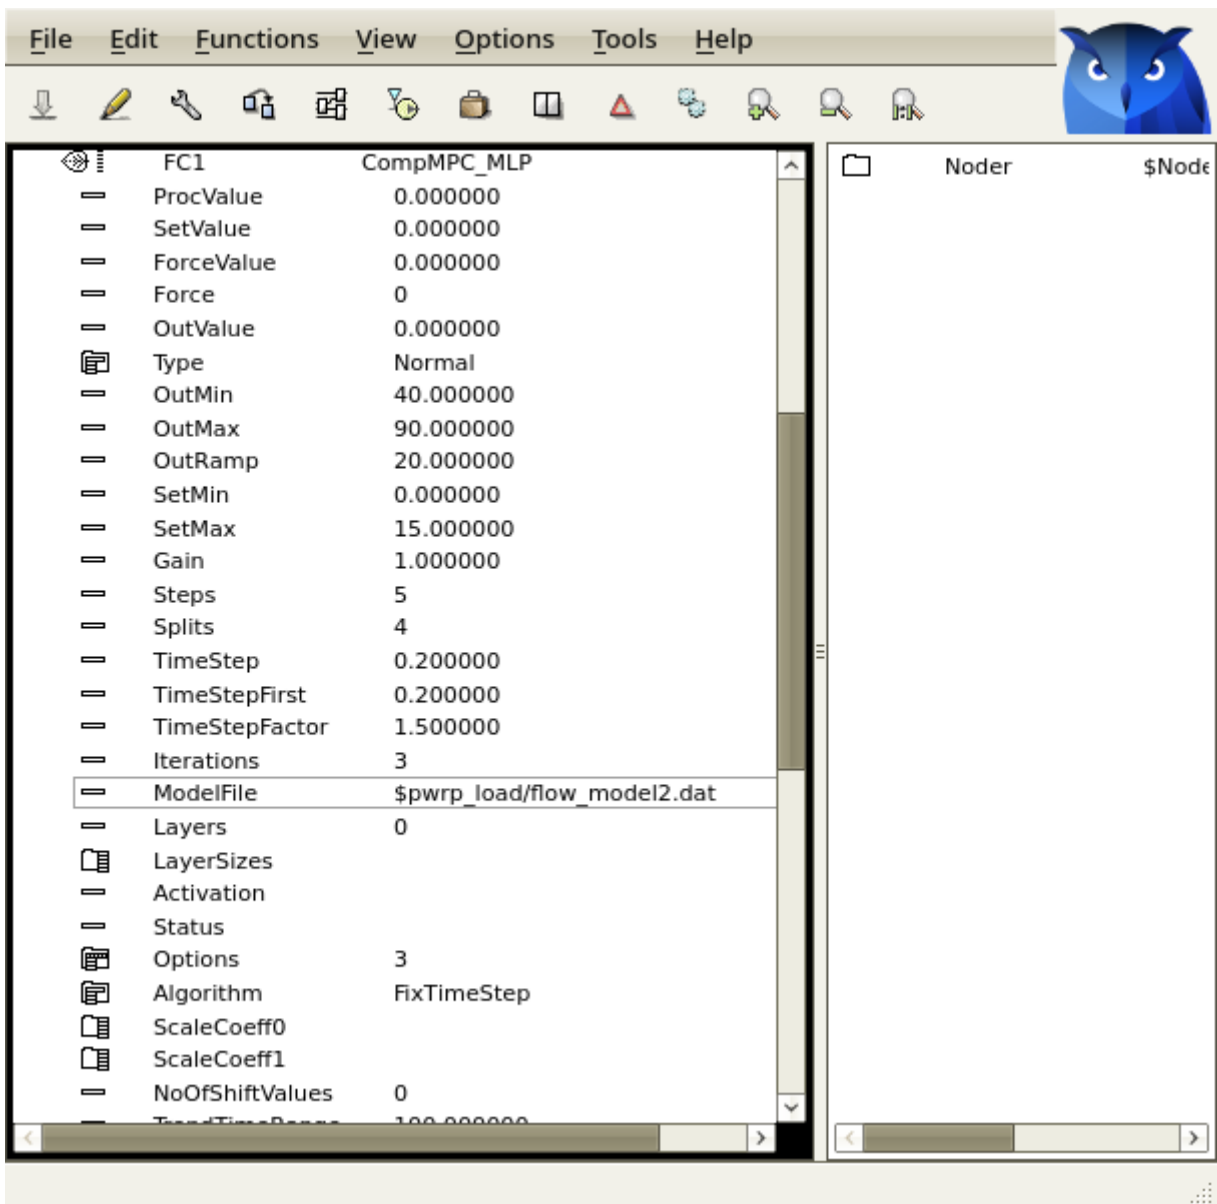 File Edit Functions View Options Tools Help
FC1 CompMPC_MLP
ProcValue 0.000000
SetValue 0.000000
ForceValue 0.000000
Force 0
OutValue 0.000000
Type Normal
OutMin 40.000000
OutMax 90.000000
OutRamp 20.000000
SetMin 0.000000
SetMax 15.000000
Gain 1.000000
Steps 5
Splits 4
TimeStep 0.200000
TimeStepFirst 0.200000
TimeStepFactor 1.500000
Iterations 3
ModelFile $pwrp_load/flow_model2.dat
Layers 0
LayerSizes
Activation
Status
Options 3
Algorithm FixTimeStep
ScaleCoeff0
ScaleCoeff1
NoOfShiftValues 0
TrendTimeRange 100.000000
Noder $Node